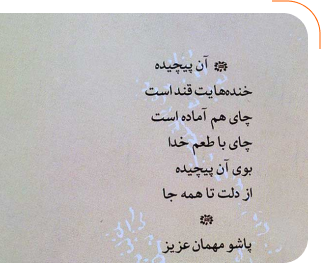 آن پیچیده
خنده‌هایت قند است
چای هم آماده است
چای با طعم خدا
بوی آن پیچیده
از دلت تا همه جا
پاشو مهمان عزیز